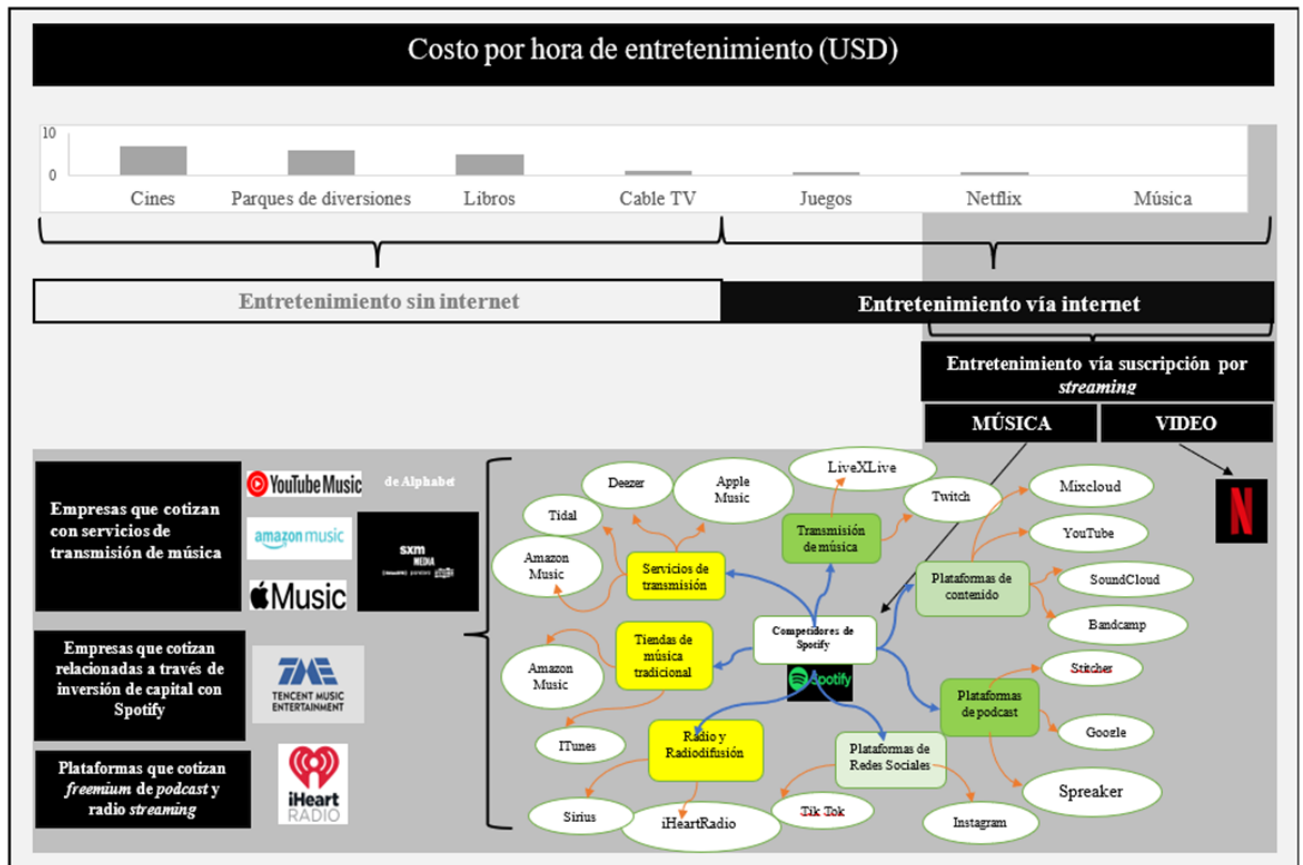 Costo por hora de entretenimiento (USD)
10
0
Cines
Parques de diversiones
Libros
Cable TV
Juegos
Netflix
Música
Entretenimiento sin internet
Entretenimiento vía internet
Entretenimiento vía suscripción por
streaming
MÚSICA
VIDEO
Empresas que cotizan
con servicios de
transmisión de música
YouTube Music
de Alphabet
amazon music
Music
sxm
MEDIA
Empresas que cotizan
relacionadas a través de
inversión de capital con
Spotify
TME
TENCENT MUSIC
ENTERTAINMENT
Plataformas que cotizan
freemium de podcast y
radio streaming
iHeart
RADIO
Deezer
Apple
Music
Tidal
Amazon
Music
Servicios de
transmisión
LiveXLive
Twitch
Transmisión
de música
Mixcloud
YouTube
SoundCloud
Bandcamp
Plataformas de
contenido
Competidores de
Spotify
Spotify
Tiendas de
música
tradicional
Amazon
Music
ITunes
Radio y
Radiodifusión
Sirius
iHeartRadio
Plataformas de
Redes Sociales
Tik Tok
Instagram
Plataformas
de podcast
Stitcher
Google
Spreaker
N